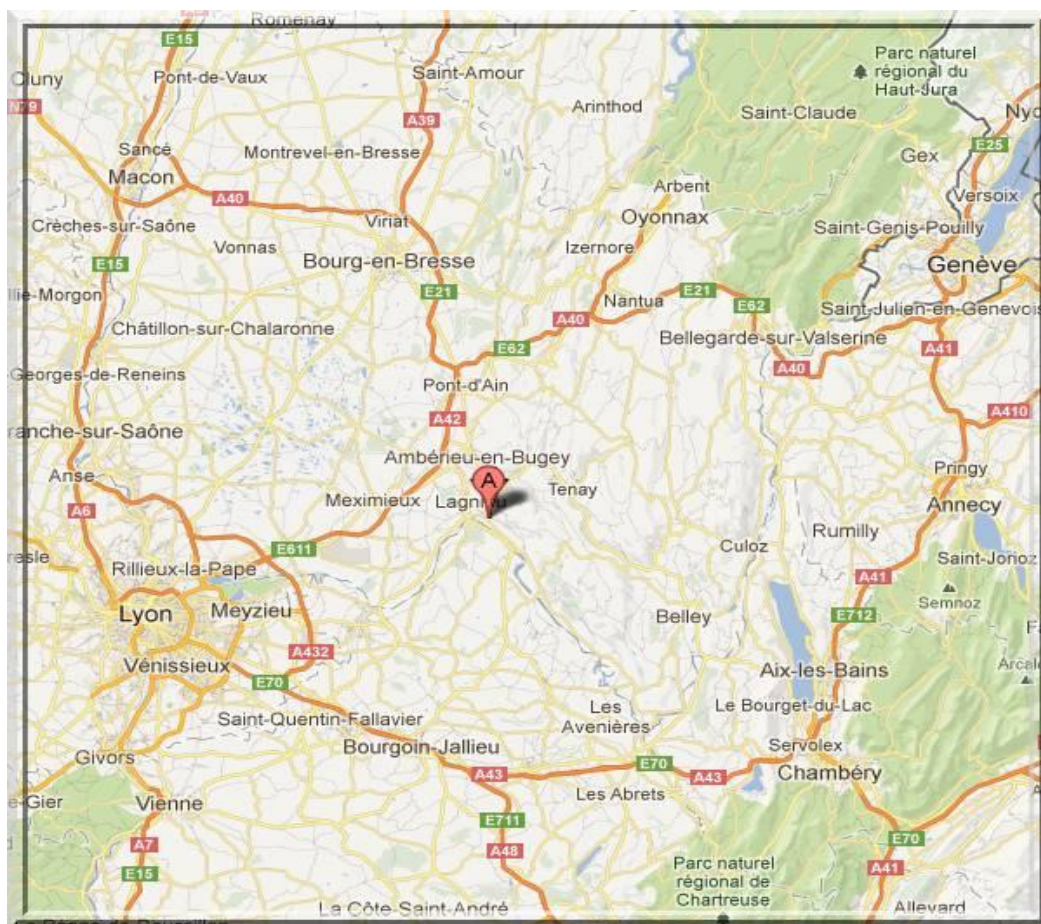 Romenay
E15
Cluny
Pont-de-Vaux
Saint-Amour
Parc naturel
régional du
Haut-Jura
N79
A39
Arinthod
Saint-Claude
Sancé
Montrevel-en-Bresse
E25
Gex
Macon
A40
Arbent
Versoix
Viriat
Oyonnax
Crèches-sur-Saône
Vonnas
Izernore
Saint-Genis-Pouilly
E15
Bourg-en-Bresse
Genève
E21
Nantua
E21
E62
Saint-Julien-en-Genevois
Châtillon-sur-Chalaronne
A40
Bellegarde-sur-Valserine
E62
A41
A40
Georges-de-Reneins
Pont-d'Ain
A42
A410
anche-sur-Saône
Ambérieu-en-Bugey
Pringy
Anse
A
Tenay
Meximieux
Annecy
A6
Rumilly
E611
Culoz
Saint-Jorioz
Rillieux-la-Pape
A41
Semnoz
Lyon
Meyzieu
Belley
E712
A432
Vénissieux
Aix-les-Bains
E70
Les
Avenières
Le Bourget-du-Lac
Saint-Quentin-Fallavier
Bourgoin-Jallieu
Servolex
Givors
E70
A43
A43
Chambéry
Les Abrets
e-Gier
Vienne
E711
E70
A7
A48
A41
E15
Parc naturel
régional de
Chartreuse
La Côte-Saint-André
Allevard